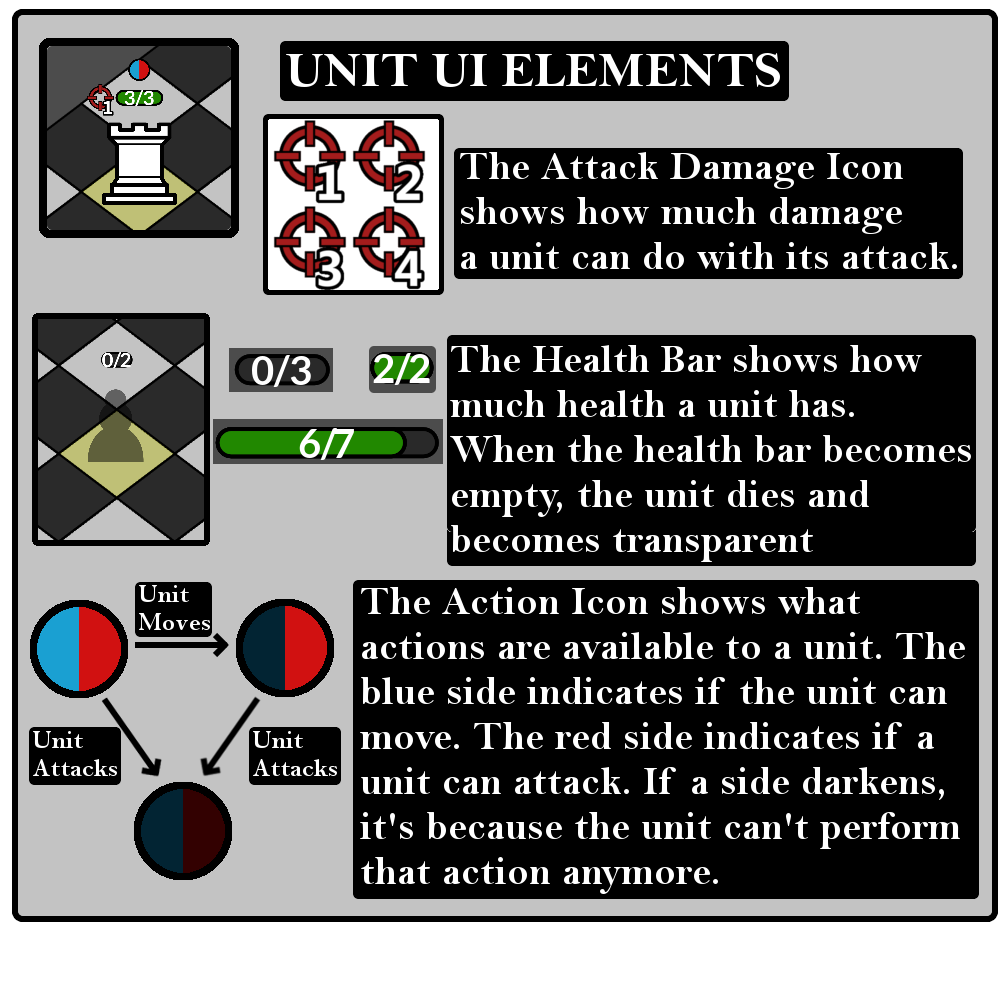 UNIT UI ELEMENTS
1
3/3
1
2
3
4
The Attack Damage Icon
shows how much damage
a unit can do with its attack.
0/2
0/3
2/2
6/7
The Health Bar shows how
much health a unit has.
When the health bar becomes
empty, the unit dies and
becomes transparent
Unit
Moves
Unit
Attacks
Unit
Attacks
The Action Icon shows what
actions are available to a unit. The
blue side indicates if the unit can
move. The red side indicates if a
unit can attack. If a side darkens,
it's because the unit can't perform
that action anymore.